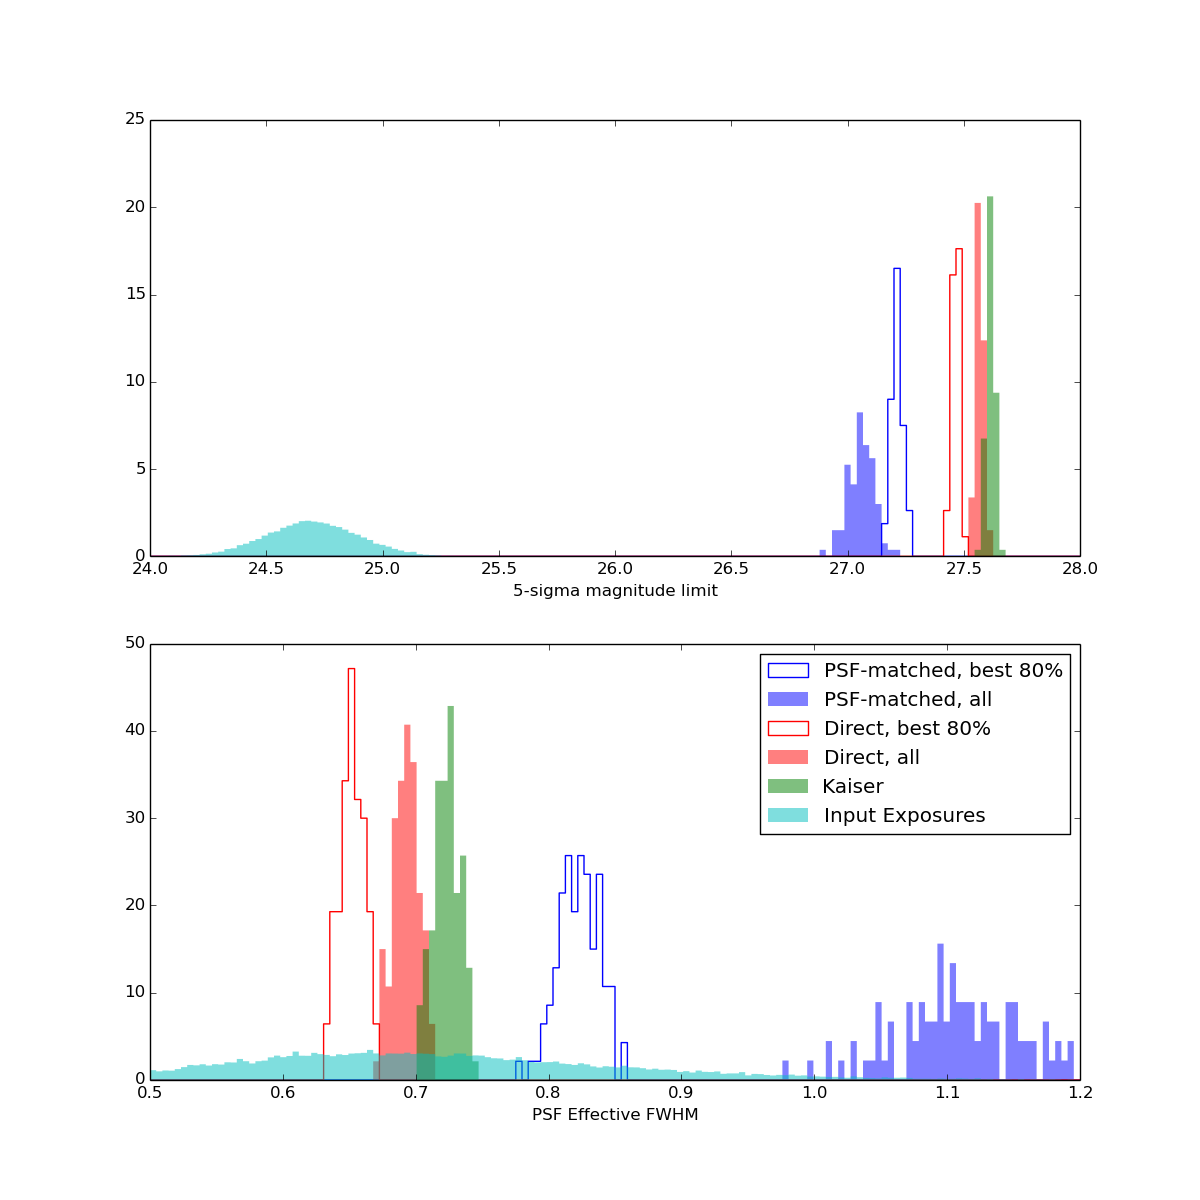 25
20
15
10
5
0
24.0 24.5 25.0 25.5 26.0 26.5 27.0 27.5 28.0
5-sigma magnitude limit
50
40
30
20
10
0
PSF-matched, best 80%
PSF-matched, all
Direct, best 80%
Direct, all
Kaiser
Input Exposures
0.5 0.6 0.7 0.8 0.9 1.0 1.1 1.2
PSF Effective FWHM